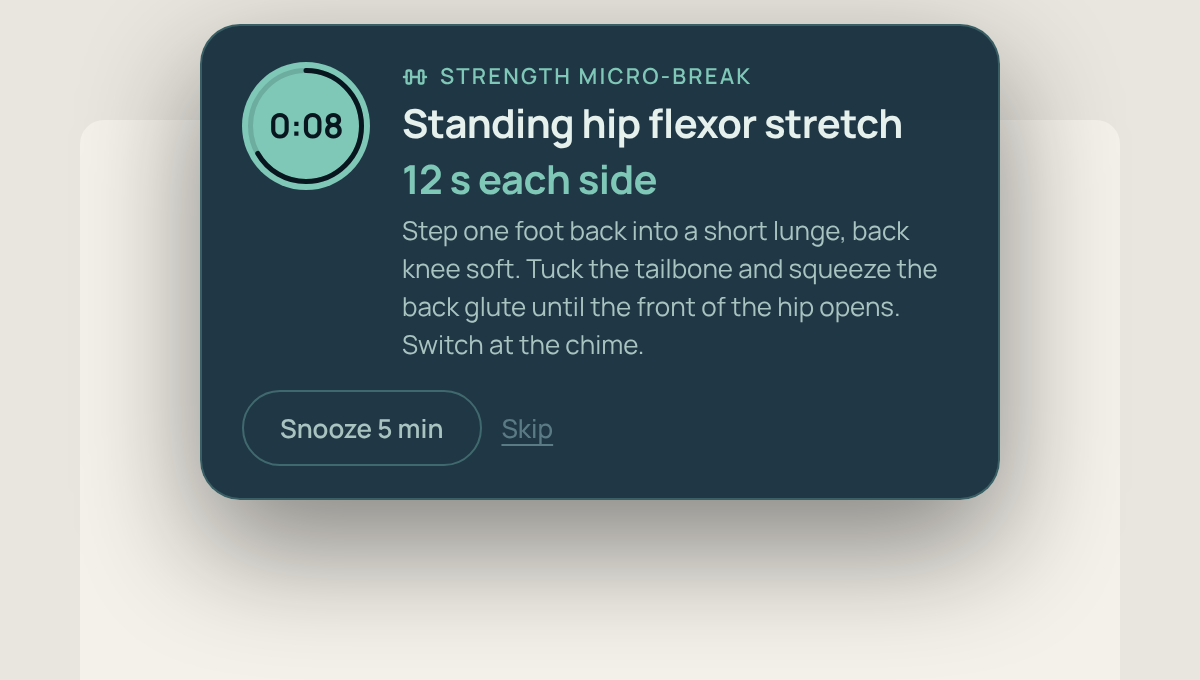 0:08
STRENGTH MICRO-BREAK
Standing hip flexor stretch
12 s each side
Step one foot back into a short lunge, back
knee soft. Tuck the tailbone and squeeze the
back glute until the front of the hip opens.
Switch at the chime.
Snooze 5 min
Skip